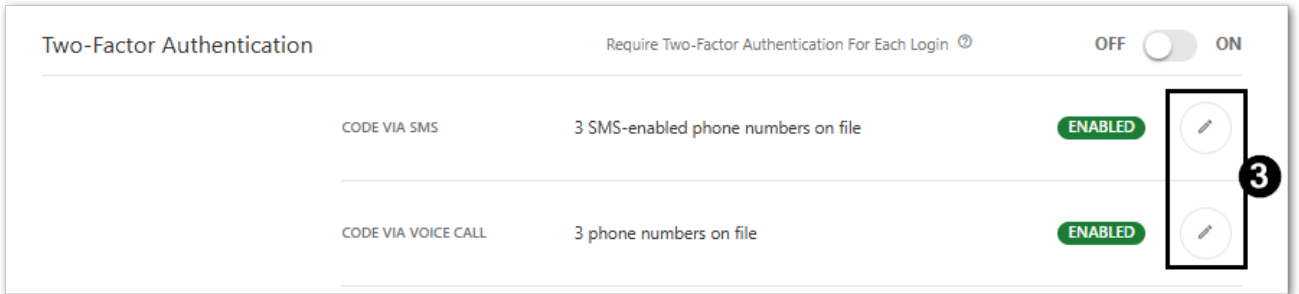 Two-Factor Authentication Require Two-Factor Authentication For Each Login ? OFF ON
CODE VIA SMS 3 SMS-enabled phone numbers on file ENABLED
3
CODE VIA VOICE CALL 3 phone numbers on file ENABLED